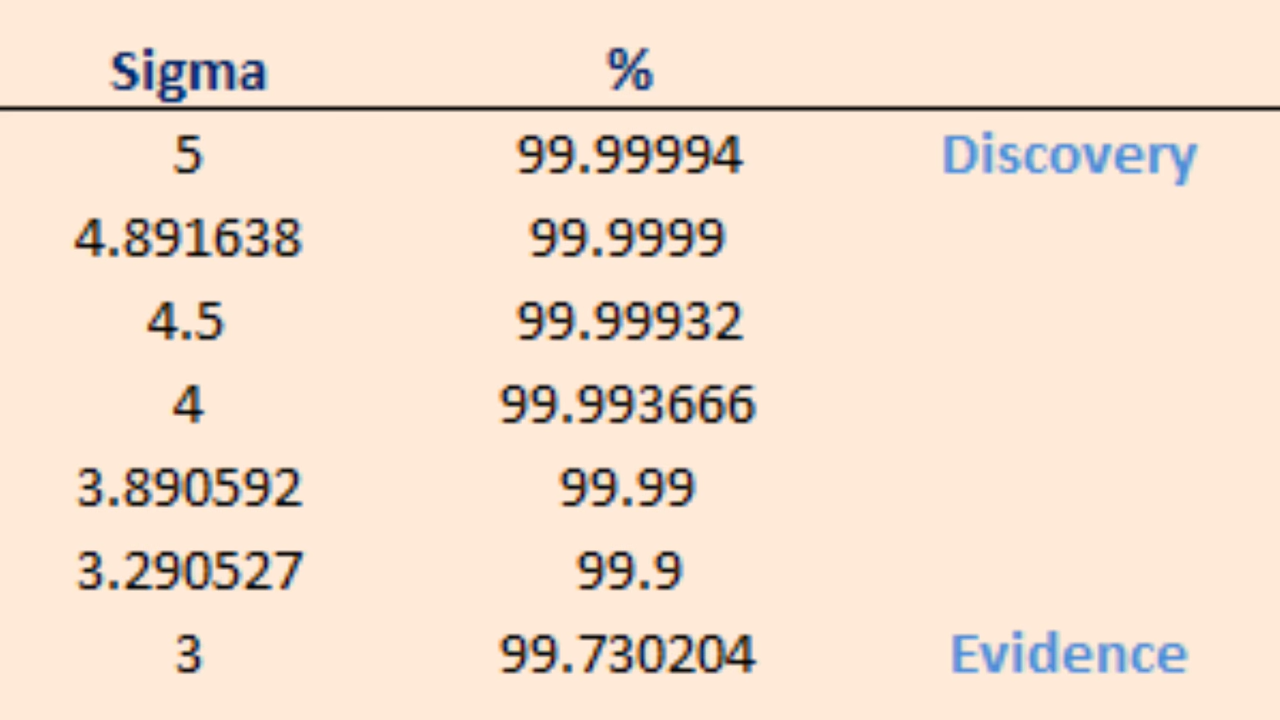 Sigma %
5 99.99994 Discovery
4.891638 99.9999
4.5 99.99932
4 99.993666
3.890592 99.99
3.290527 99.9
3 99.730204 Evidence